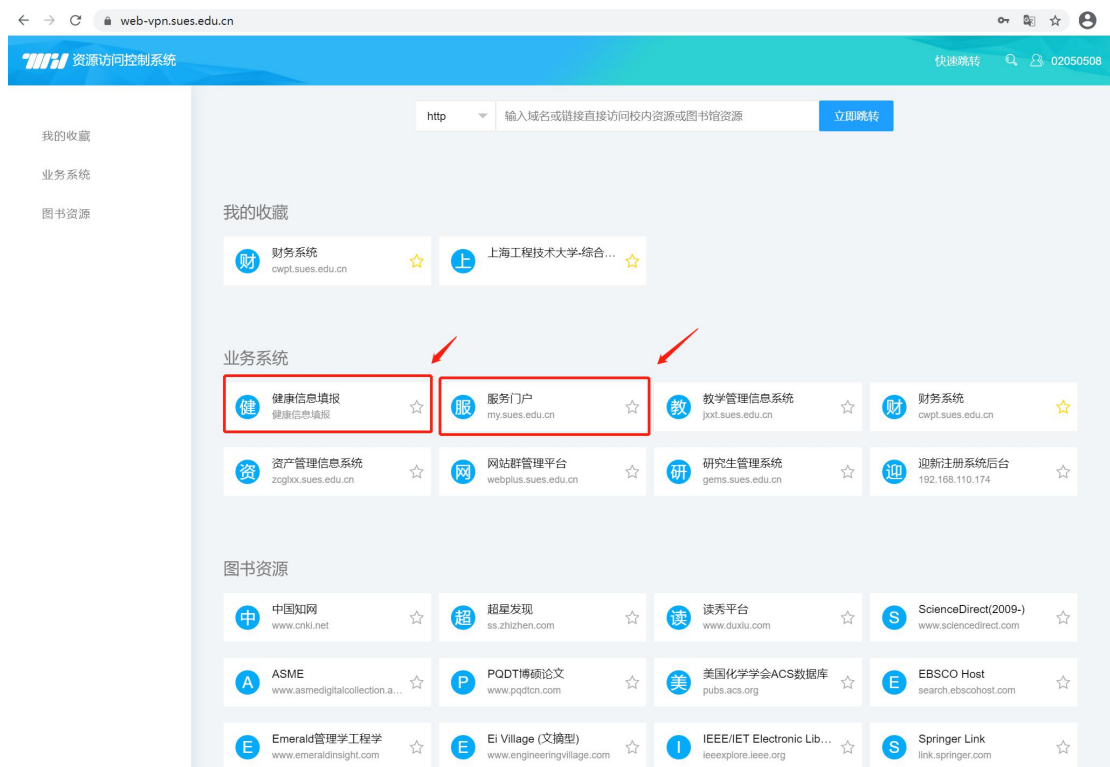 web-vpn.sues.edu.cn
资源访问控制系统
快速跳转
02050508
http
输入域名或链接直接访问校内资源或图书馆资源
立即跳转
我的收藏
业务系统
图书资源
我的收藏
财
财务系统
cwpt.sues.edu.cn
上
上海工程技术大学-综合...
业务系统
健
健康信息填报
健康信息填报
服
服务门户
my.sues.edu.cn
教
教学管理信息系统
jxxt.sues.edu.cn
财
财务系统
cwpt.sues.edu.cn
资
资产管理信息系统
zcglxx.sues.edu.cn
网
网站群管理平台
webplus.sues.edu.cn
研
研究生管理系统
gems.sues.edu.cn
迎
迎新注册系统后台
192.168.110.174
图书资源
中
中国知网
www.cnki.net
超
超星发现
ss.zhizhen.com
读
读秀平台
www.duxiu.com
S
ScienceDirect(2009-)
www.sciencedirect.com
A
ASME
www.asmedigitalcollection.a...
P
PQDT博硕论文
www.pqdtcn.com
美
美国化学学会ACS数据库
pubs.acs.org
E
EBSCO Host
search.ebscohost.com
E
Emerald管理学工程学
www.emeraldinsight.com
E
Ei Village (文摘型)
www.engineeringvillage.com
I
IEEE/IET Electronic Lib...
ieeexplore.ieee.org
S
Springer Link
link.springer.com